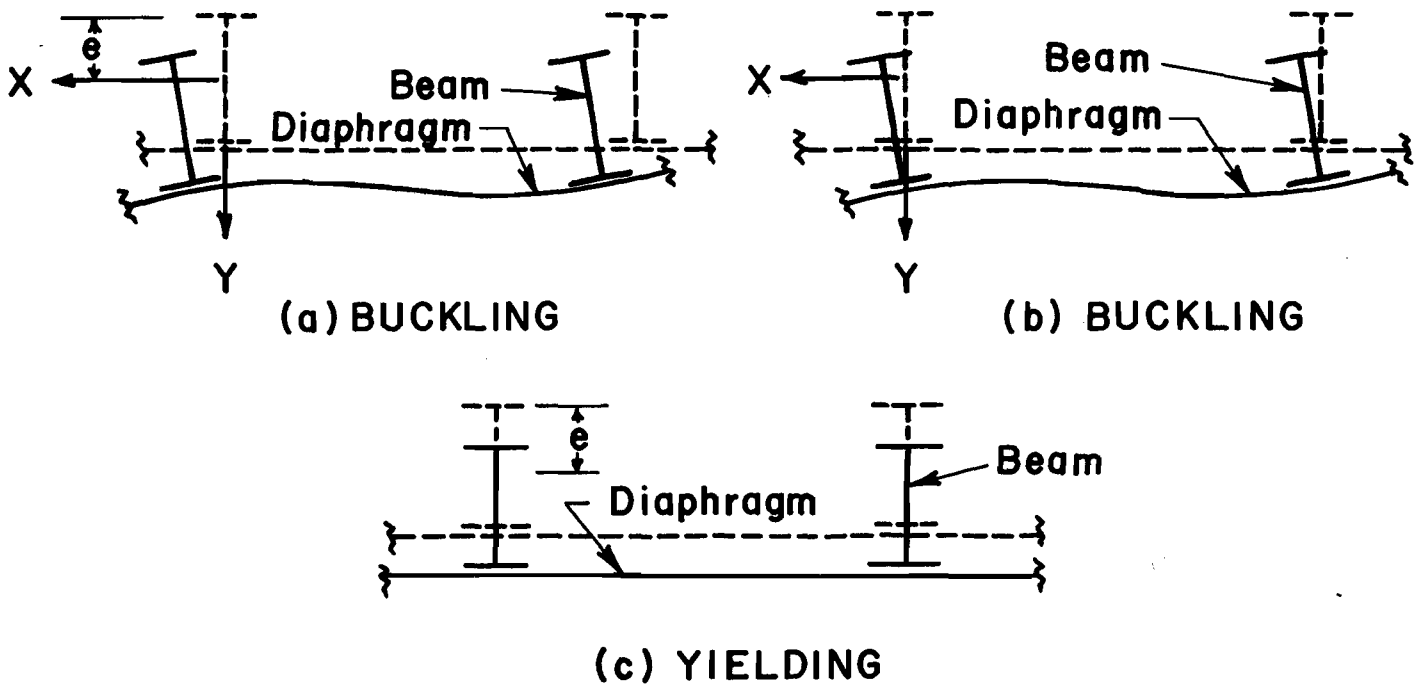 e
X
Beam
Diaphragm
Y
(a) BUCKLING
X
Beam
Diaphragm
Y
(b) BUCKLING
e
Beam
Diaphragm
(c) YIELDING